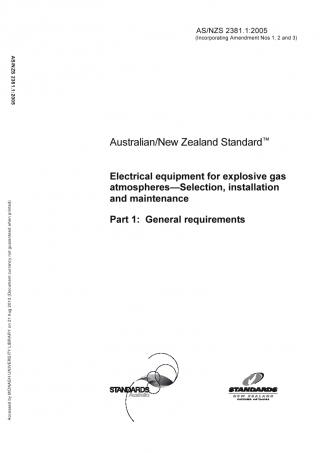 AS/NZS 2381.1:2005
(Incorporating Amendment Nos 1, 2 and 3)
AS/NZS 2381.1:2005
Australian/New Zealand Standard™
Electrical equipment for explosive gas
atmospheres—Selection, installation
and maintenance
Part 1: General requirements
Accessed by MONASH UNIVERSITY LIBRARY on 21 Aug 2012 (Document currency not guaranteed when printed)
STANDARDS
Australia
STANDARDS
NEW ZEALAND